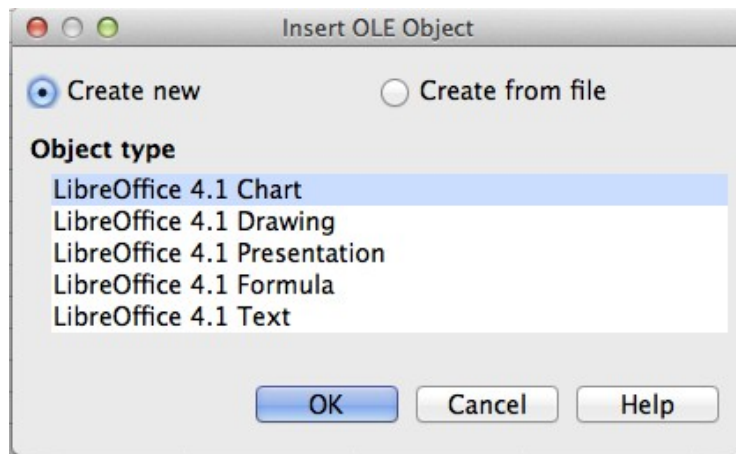 Insert OLE Object
Create new Create from file
Object type
LibreOffice 4.1 Chart
LibreOffice 4.1 Drawing
LibreOffice 4.1 Presentation
LibreOffice 4.1 Formula
LibreOffice 4.1 Text
OK Cancel Help